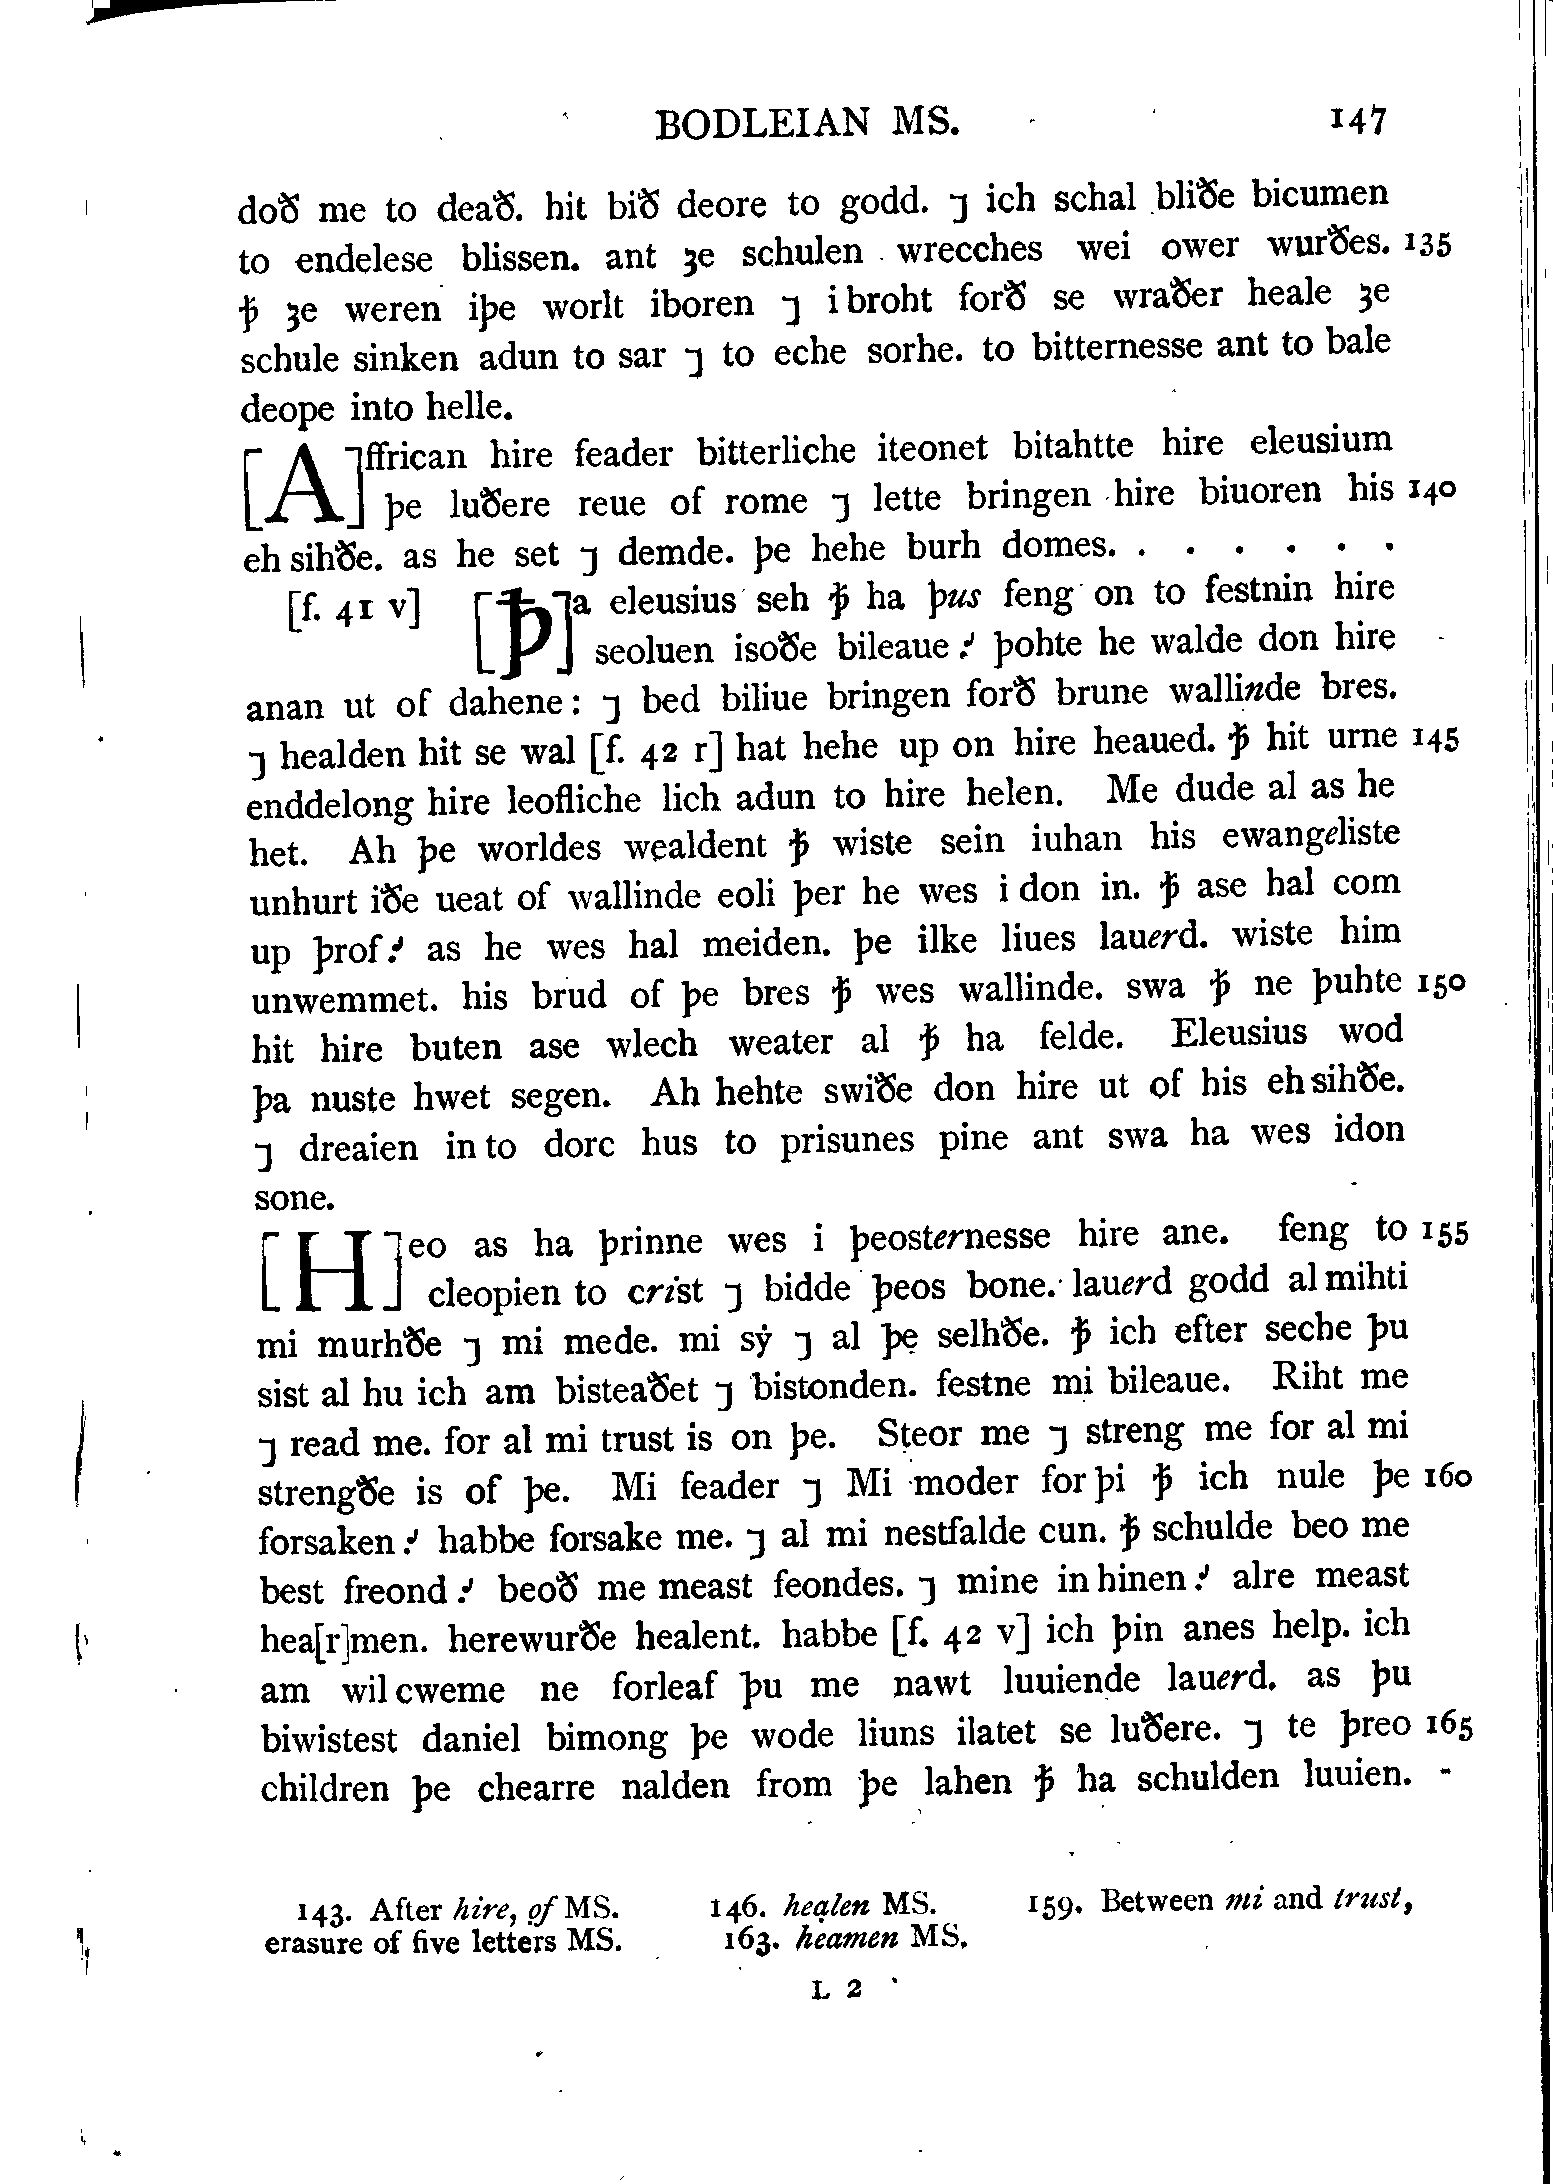 BODLEIAN MS. 147
doð me to deað. hit bið deore to godd. ⁊ ich schal bliðe bicumen
to endelese blissen. ant ȝe schulen wrecches wei ower wurðes. 135
ꝥ ȝe weren iþe worlt iboren ⁊ i broht forð se wraðer heale ȝe
schule sinken adun to sar ⁊ to eche sorhe. to bitternesse ant to bale
deope into helle.
[A]ffrican hire feader bitterliche iteonet bitahtte hire eleusium
þe luðere reue of rome ⁊ lette bringen hire biuoren his 140
eh sihðe. as he set ⁊ demde. þe hehe burh domes. . . . . . .
[f. 41 v] [Ꝥ]a eleusius seh ꝥ ha þus feng on to festnin hire
seoluen isoðe bileaue⹎ þohte he walde don hire
anan ut of dahene: ⁊ bed biliue bringen forð brune wallinde bres.
⁊ healden hit se wal [f. 42 r] hat hehe up on hire heaued. ꝥ hit urne 145
enddelong hire leofliche lich adun to hire helen. Me dude al as he
het. Ah þe worldes wealdent ꝥ wiste sein iuhan his ewangeliste
unhurt iðe ueat of wallinde eoli þer he wes i don in. ꝥ ase hal com
up þrof⹎ as he wes hal meiden. þe ilke liues lauerd. wiste him
unwemmet. his brud of þe bres ꝥ wes wallinde. swa ꝥ ne þuhte 150
hit hire buten ase wlech weater al ꝥ ha felde. Eleusius wod
þa nuste hwet segen. Ah hehte swiðe don hire ut of his eh sihðe.
⁊ dreaien in to dorc hus to prisunes pine ant swa ha wes idon
sone.
[H]eo as ha þrinne wes i þeosternesse hire ane. feng to 155
cleopien to crist ⁊ bidde þeos bone. lauerd godd al mihti
mi murhðe ⁊ mi mede. mi sẏ ⁊ al þẹ selhðe. ꝥ ich efter seche þu
sist al hu ich am bisteaðet ⁊ bistonden. festne mi bileaue. Riht me
⁊ read me. for al mi trust is on þe. Steor me ⁊ streng me for al mi
strengðe is of þe. Mi feader ⁊ Mi moder for þi ꝥ ich nule þe 160
forsaken⹎ habbe forsake me. ⁊ al mi nestfalde cun. ꝥ schulde beo me
best freond⹎ beoð me meast feondes. ⁊ mine in hinen⹎ alre meast
hea[r]men. herewurðe healent. habbe [f. 42 v] ich þin anes help. ich
am wil cweme ne forleaf þu me nawt luuiende lauerd. as þu
biwistest daniel bimong þe wode liuns ilatet se luðere. ⁊ te þreo 165
children þe chearre nalden from þe lahen ꝥ ha schulden luuien.
143. After hire, ọf MS. 146. heạlen MS. 159. Between mi and trust,
erasure of five letters MS. 163. heamen MS.
L 2